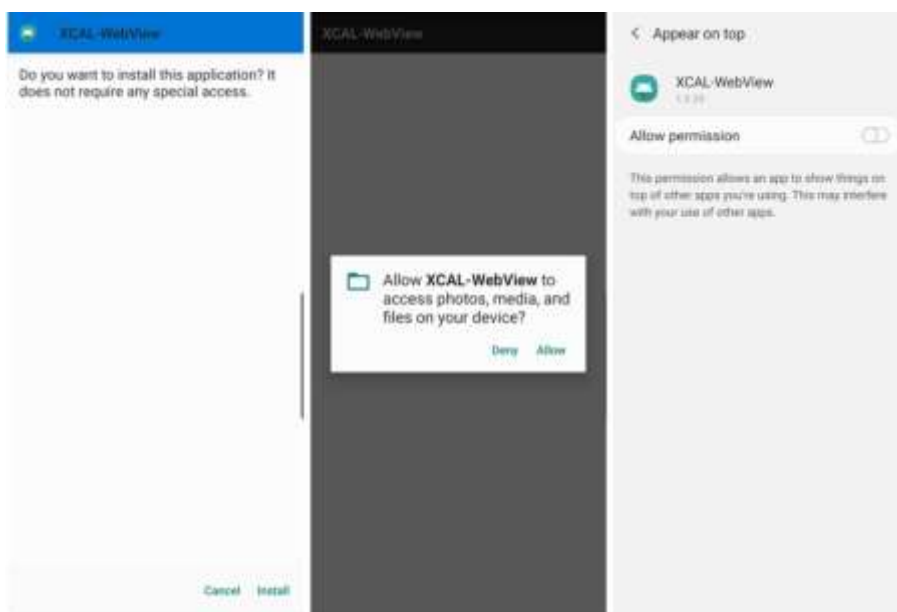 XCAL-WebView
Do you want to install this application? It
does not require any special access.
Cancel Install
XCAL-WebView
Allow XCAL-WebView to
access photos, media, and
files on your device?
Deny Allow
Appear on top
XCAL-WebView
Allow permission
This permission allows an app to show things on
top of other apps you're using. This may interfere
with your use of other apps.